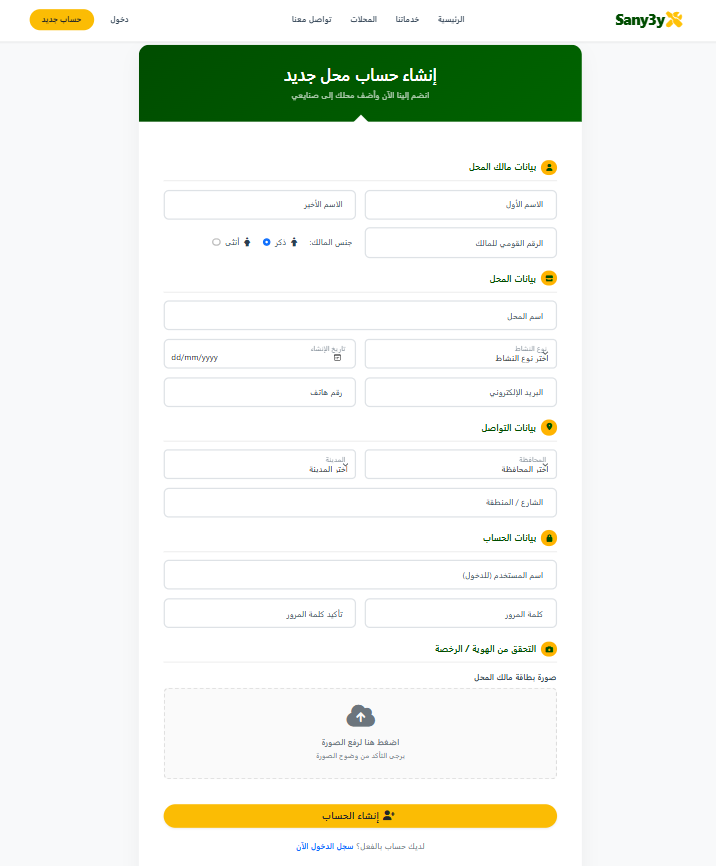 Sany3y
الرئيسية
خدماتنا
المحلات
تواصل معنا
دخول
حساب جديد
إنشاء حساب محل جديد
انضم إلينا الآن وأضف محلك إلى صنايعي
بيانات مالك المحل
الاسم الأول
الاسم الأخير
الرقم القومي للمالك
جنس المالك: ذكر أنثى
بيانات المحل
اسم المحل
نوع النشاط
اختر نوع النشاط
تاريخ الإنشاء
dd/mm/yyyy
البريد الإلكتروني
رقم هاتف
بيانات التواصل
المحافظة
اختر المحافظة
المدينة
اختر المدينة
الشارع / المنطقة
بيانات الحساب
اسم المستخدم (للدخول)
كلمة المرور
تأكيد كلمة المرور
التحقق من الهوية / الرخصة
صورة بطاقة مالك المحل
اضغط هنا لرفع الصورة
يرجى التأكد من وضوح الصورة
إنشاء الحساب
لديك حساب بالفعل؟ سجل الدخول الآن